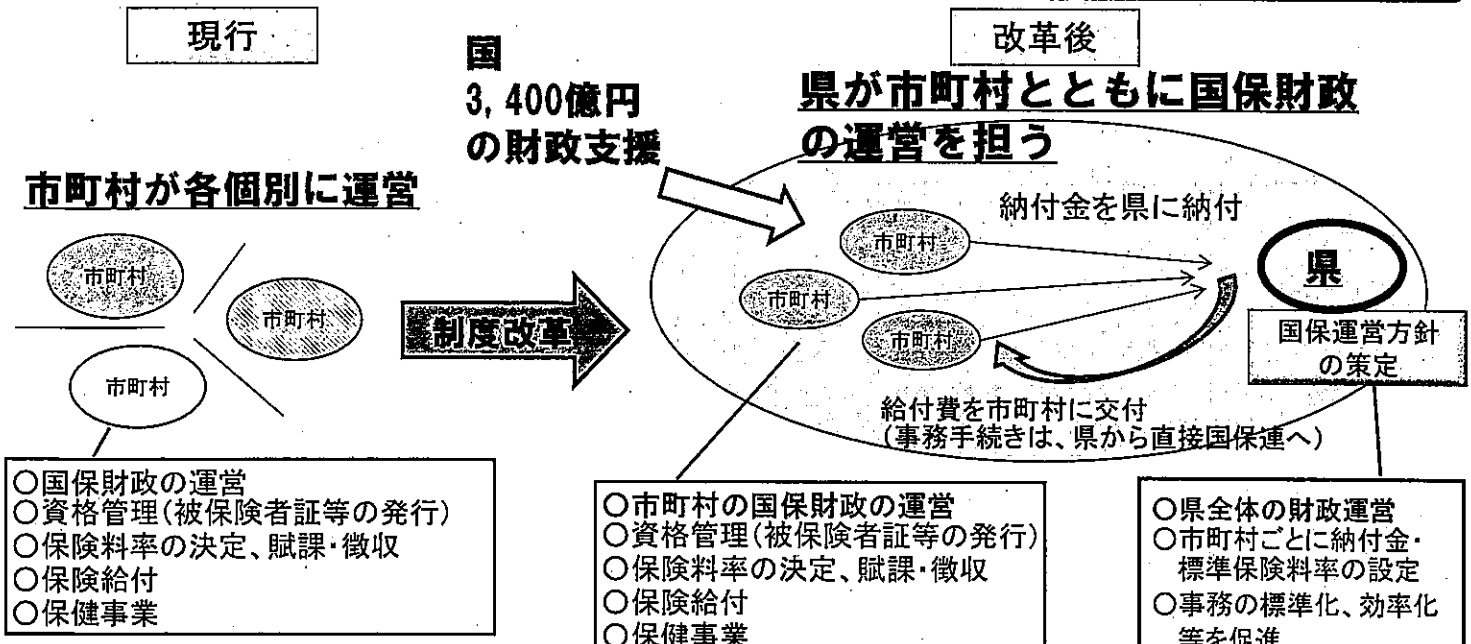 現行
国
3,400億円
の財政支援
市町村が各個別に運営
市町村
市町村
市町村
制度改革
○国保財政の運営
○資格管理(被保険者証等の発行)
○保険料率の決定、賦課・徴収
○保険給付
○保健事業
改革後
県が市町村とともに国保財政
の運営を担う
納付金を県に納付
市町村
市町村
市町村
県
国保運営方針
の策定
給付費を市町村に交付
(事務手続きは、県から直接国保連へ)
○市町村の国保財政の運営
○資格管理(被保険者証等の発行)
○保険料率の決定、賦課・徴収
○保険給付
○保健事業
○県全体の財政運営
○市町村ごとに納付金・
標準保険料率の設定
○事務の標準化、効率化
等を促進